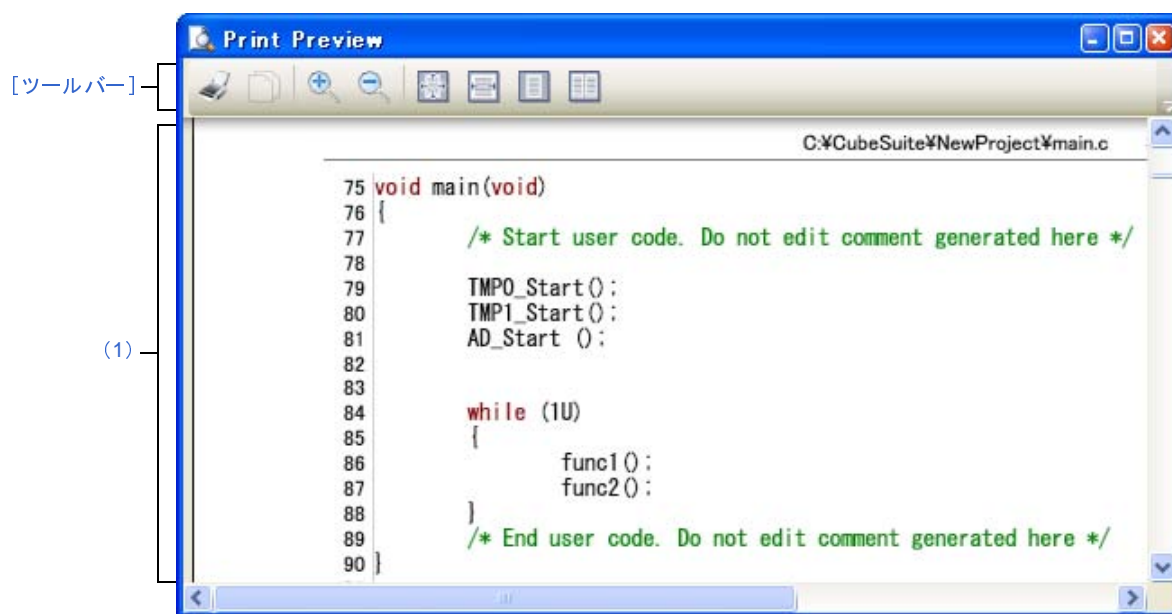 Print Preview
[ツールバー]
C:¥CubeSuite¥NewProject¥main.c
(1)
75 void main(void)
76 {
77 /* Start user code. Do not edit comment generated here */
78
79 TMP0_Start();
80 TMP1_Start();
81 AD_Start ();
82
83
84 while (1U)
85 {
86 func1();
87 func2();
88 }
89 /* End user code. Do not edit comment generated here */
90 }